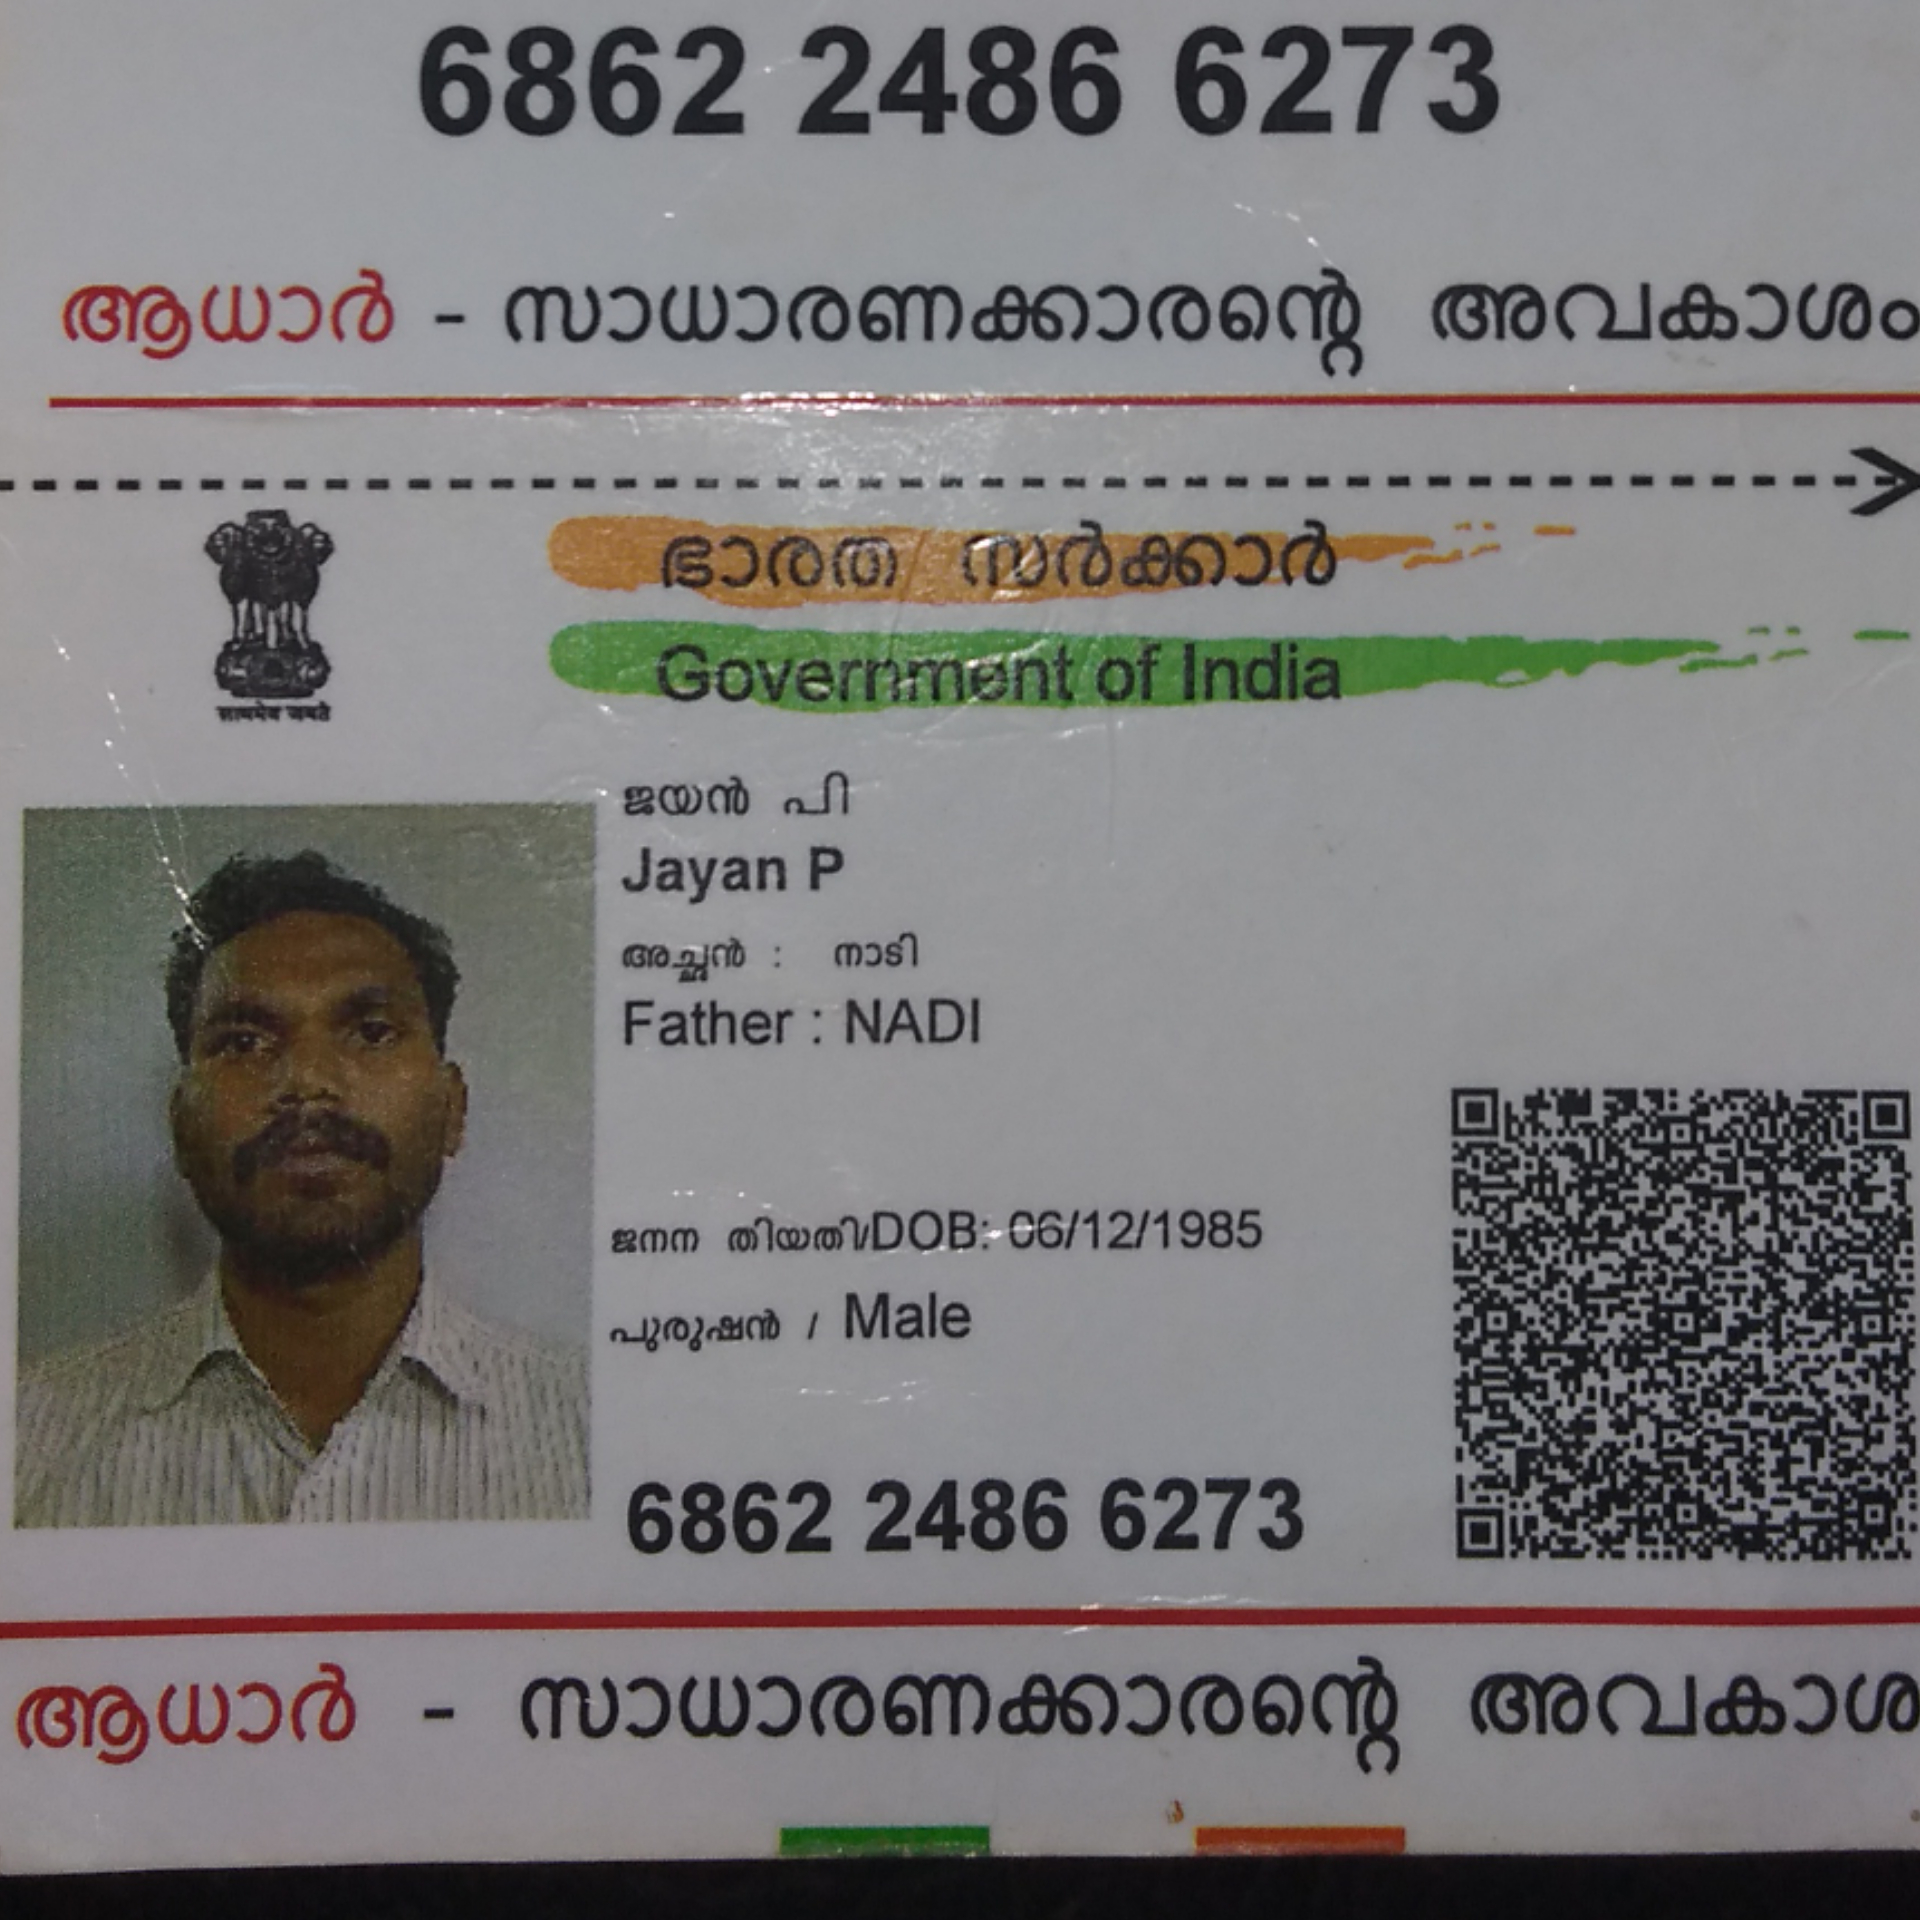 6862 2486 6273
ആധാർ - സാധാരണക്കാരന്റെ അവകാശം
ഭാരത സർക്കാർ
Government of India
सत्यमेव जयते
ജയൻ പി
Jayan P
അച്ഛൻ : നാടി
Father : NADI
ജനന തിയതി/DOB: 06/12/1985
പുരുഷൻ / Male
6862 2486 6273
ആധാർ - സാധാരണക്കാരന്റെ അവകാശ